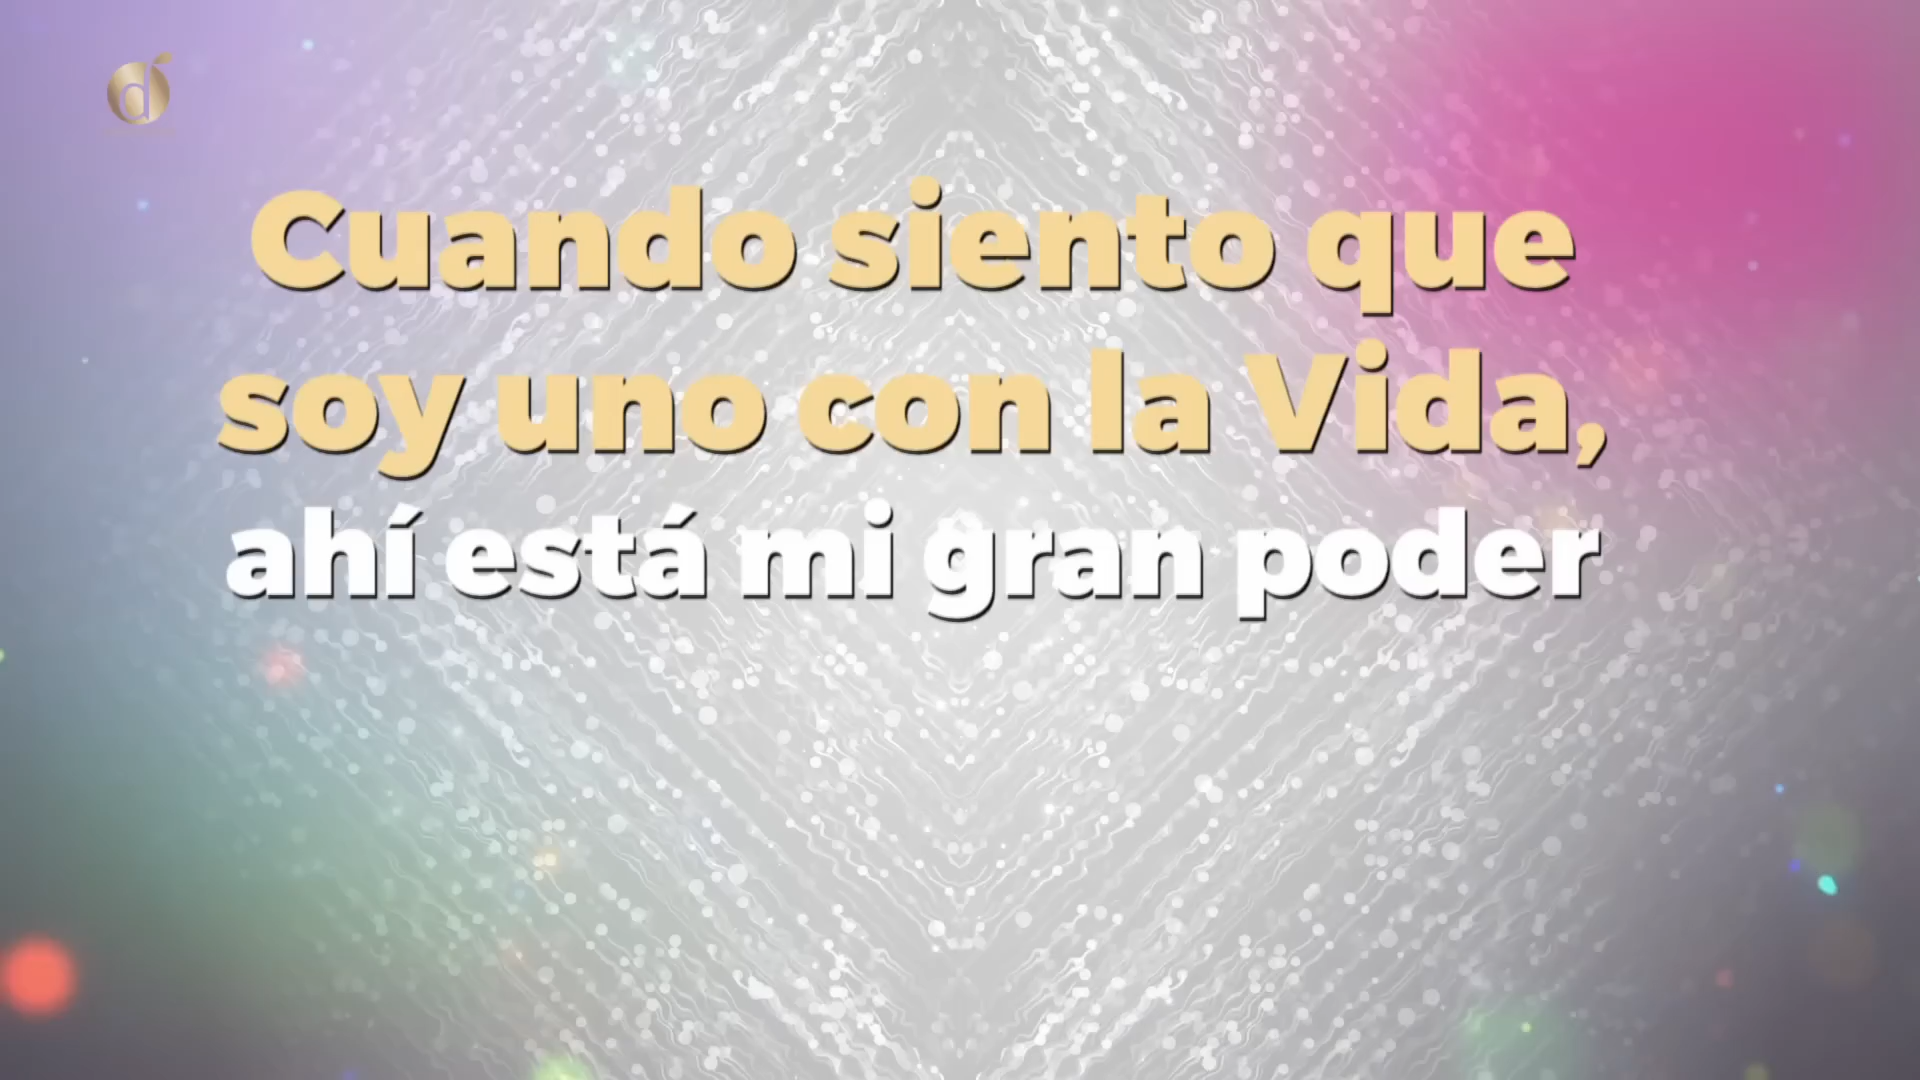 d
Cuando siento que
soy uno con la Vida,
ahí está mi gran poder